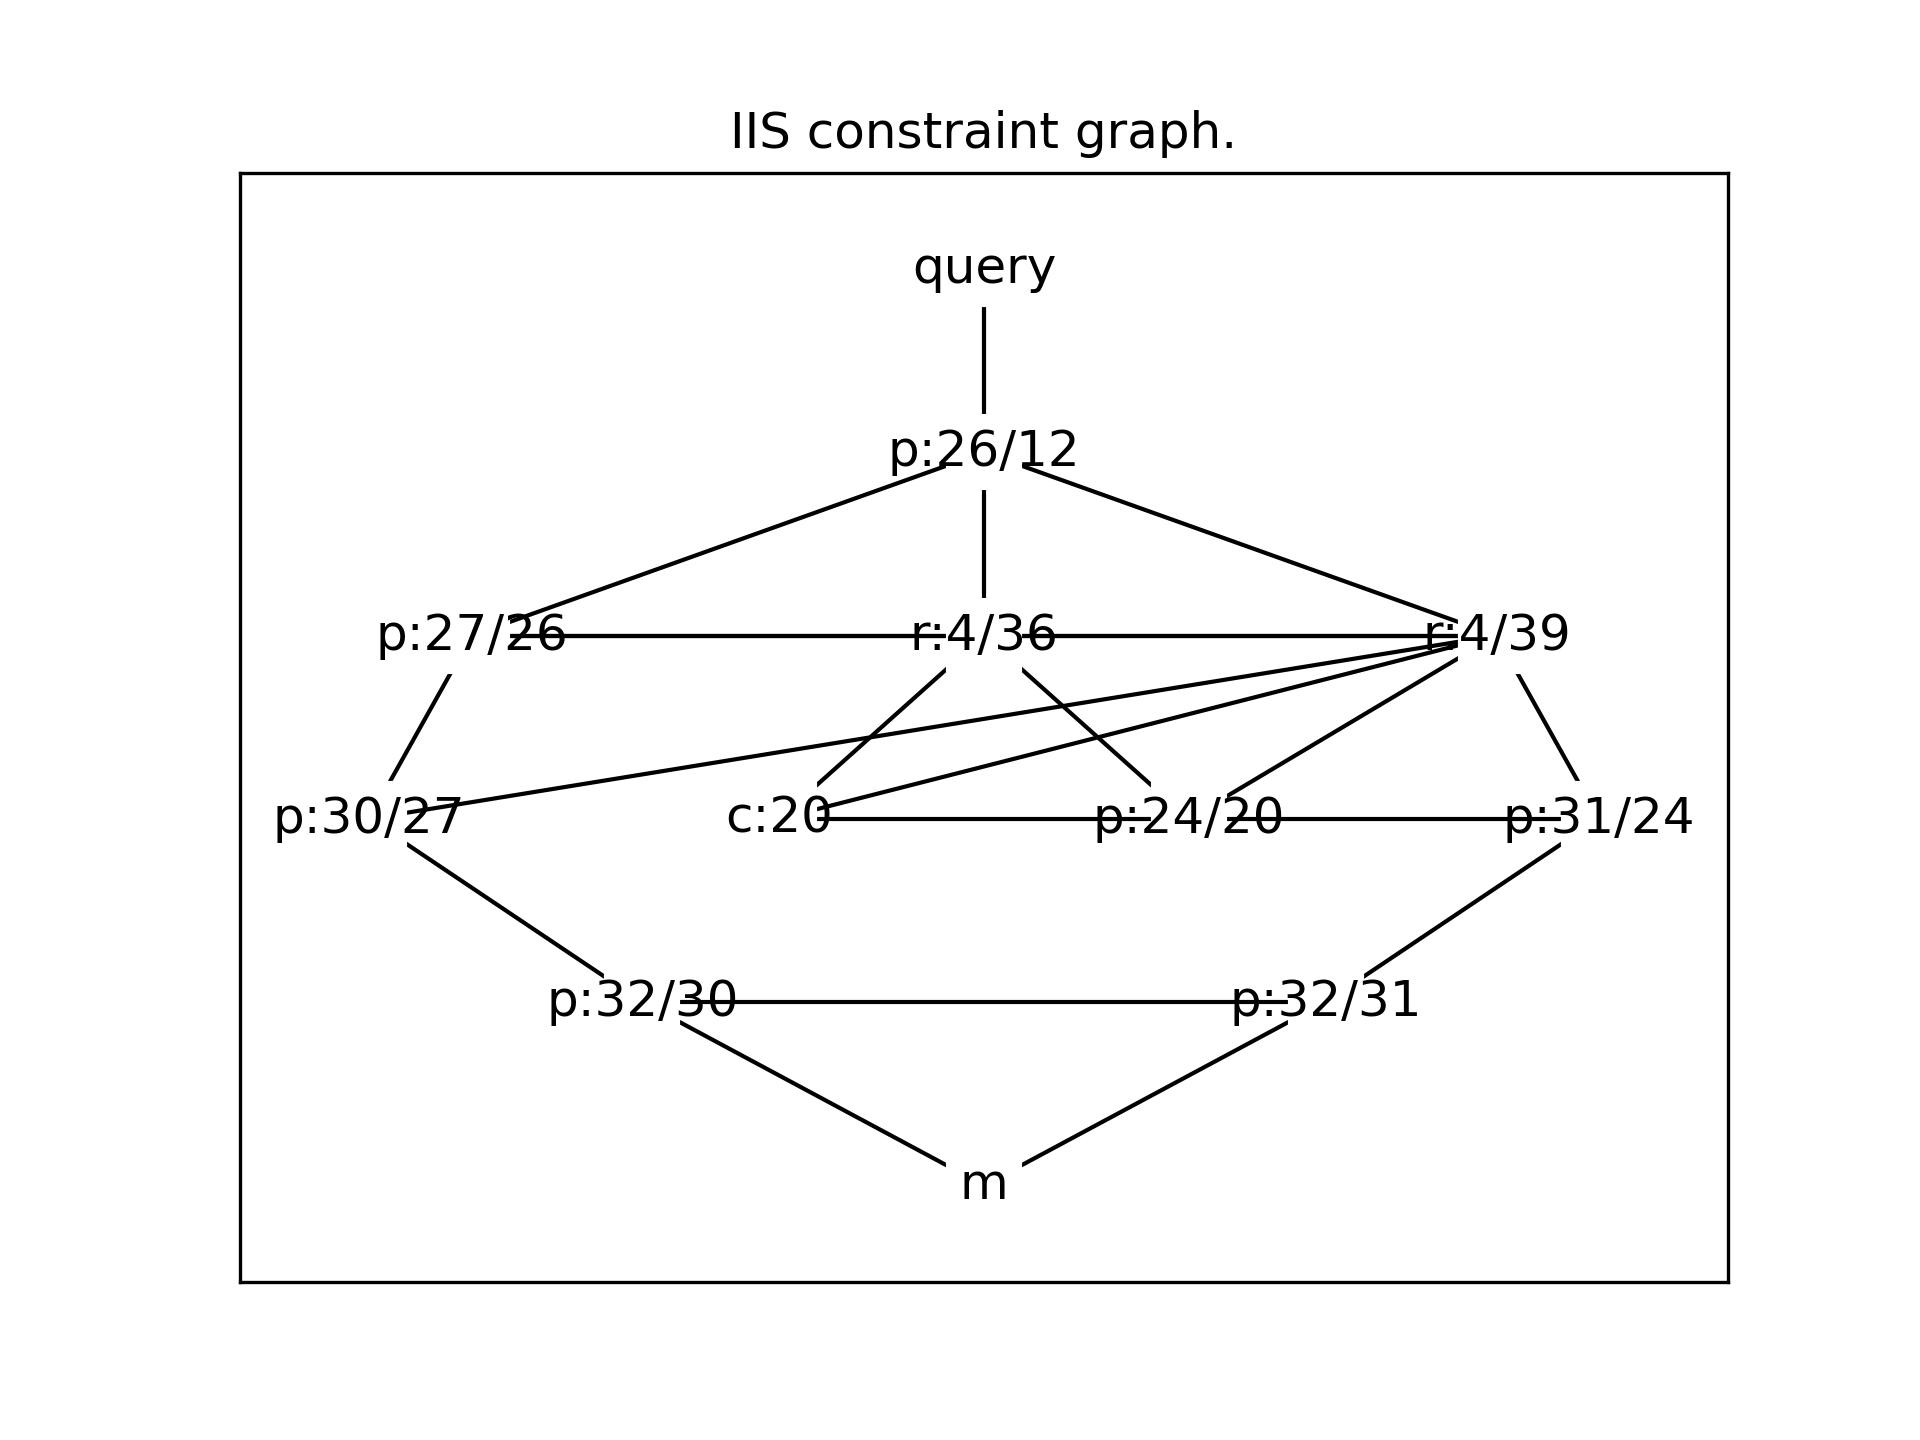 IIS constraint graph.
query
p:26/12
p:27/26 r:4/36 r:4/39
p:30/27 c:20 p:24/20 p:31/24
p:32/30 p:32/31
m